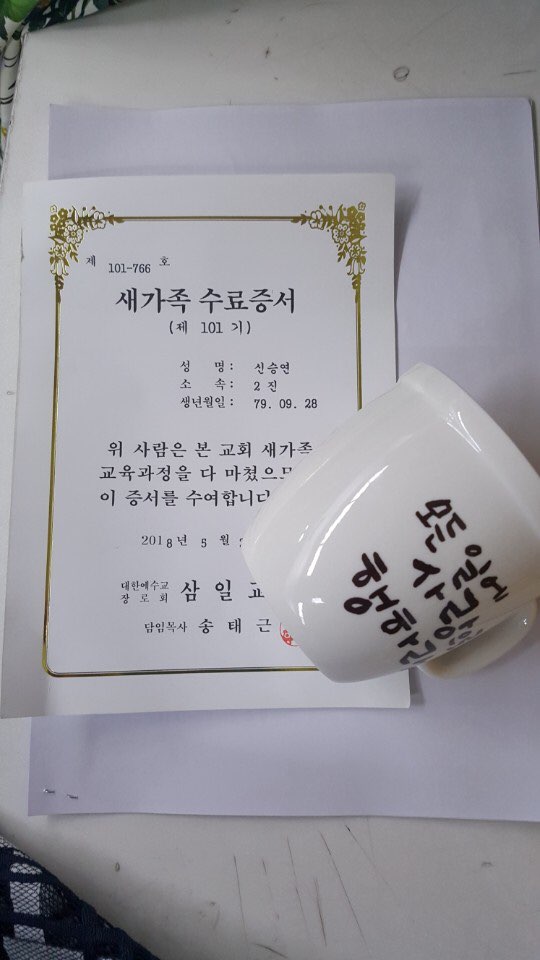 제 101-766 호
새가족 수료증서
(제 101 기)
성 명: 선승연
소 속: 2 진
생년월일: 79. 09. 28
위 사람은 본 교회 새가족
교육과정을 다 마쳤으므
이 증서를 수여합니다
2018년 5월
대한예수교
장로회 삼 일 교
담임목사 송 태 근
모든 일에
사랑
행하라